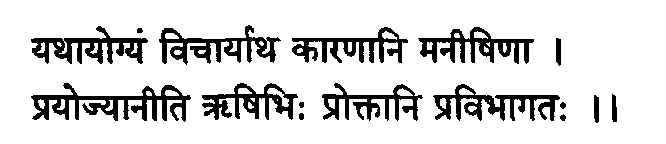 यथायोग्यं विचार्याथ कारणानि मनीषिणा ।
प्रयोज्यानीति ऋषिभिः प्रोक्तानि प्रविभागतः ।।